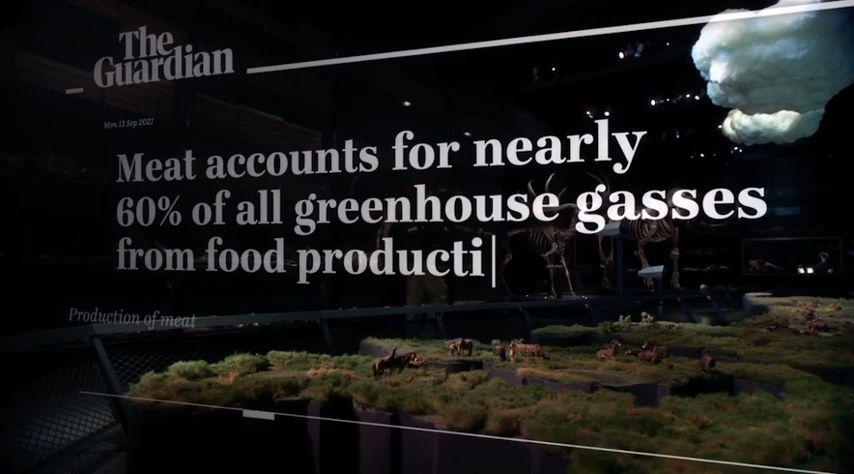 The
Guardian
Mon 13 Sep 2021
Meat accounts for nearly
60% of all greenhouse gasses
from food producti
Production of meat